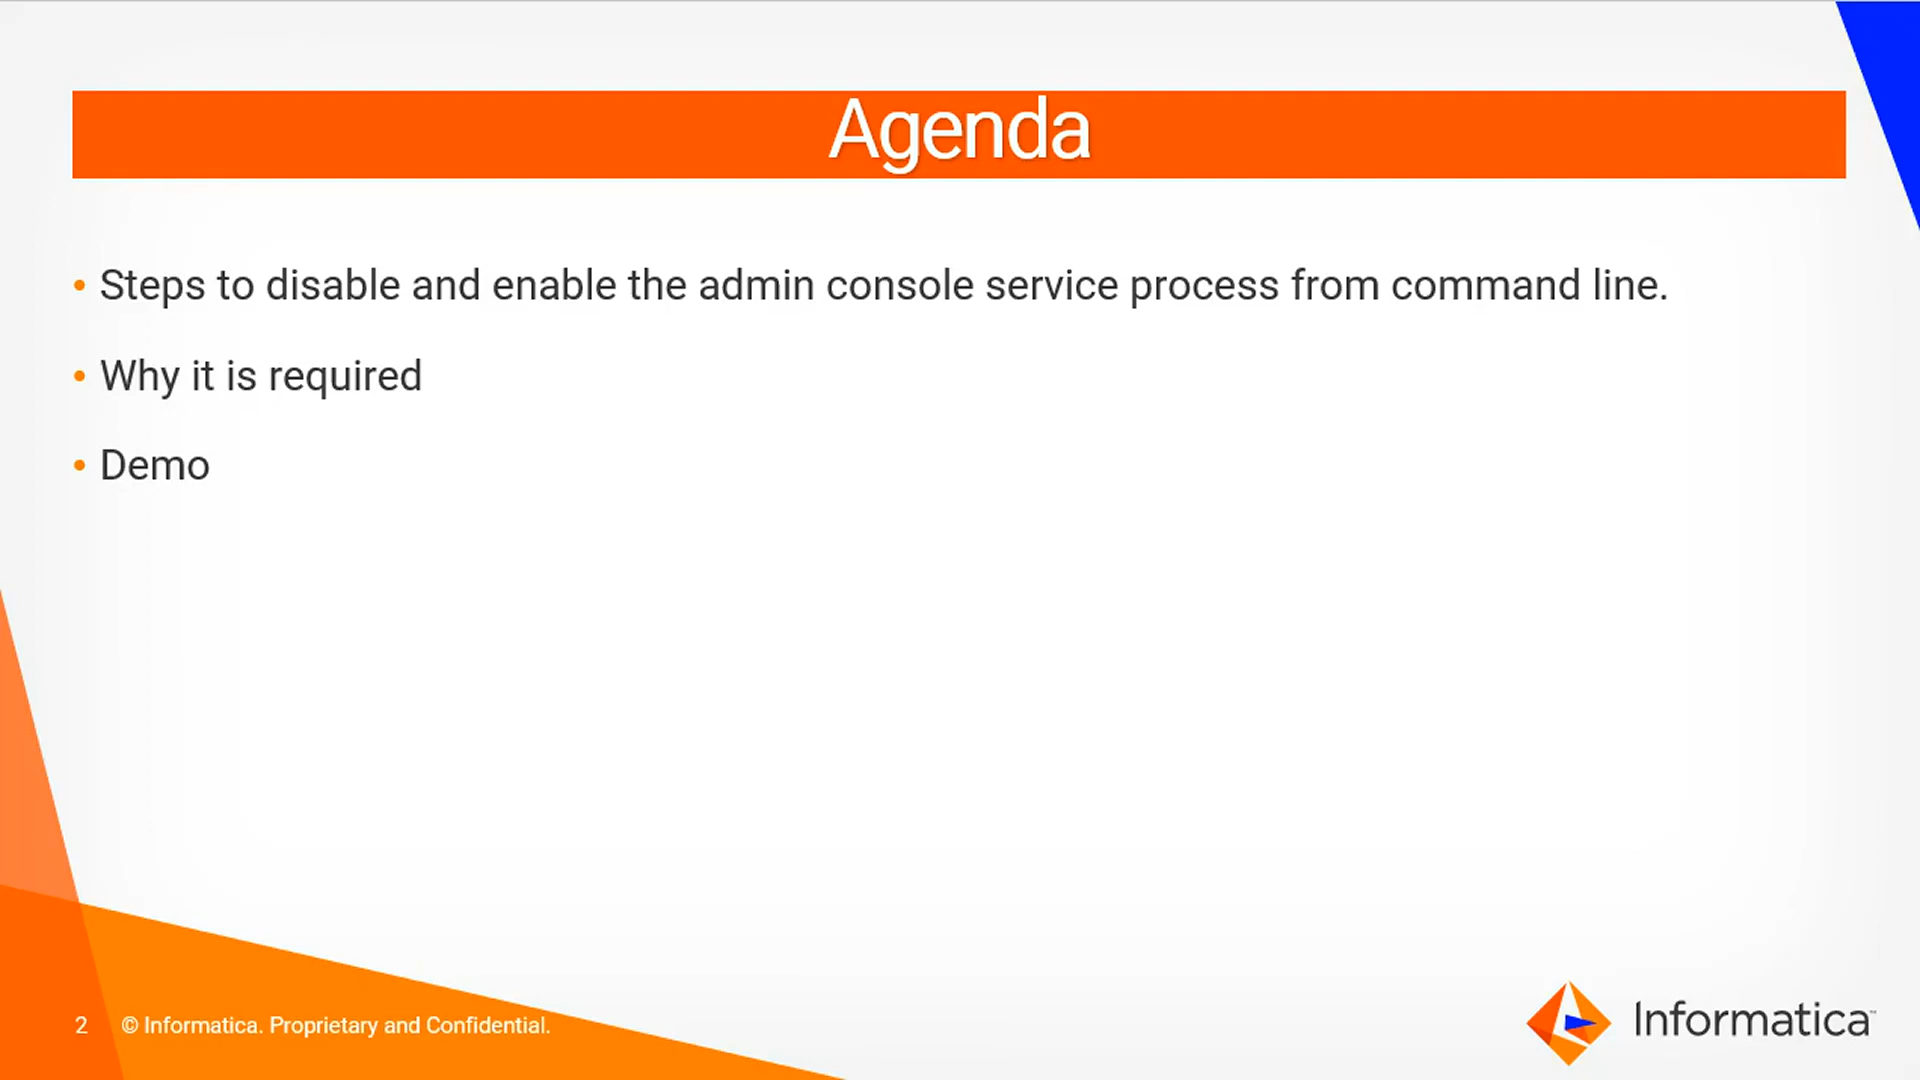 Agenda
• Steps to disable and enable the admin console service process from command line.
• Why it is required
• Demo
2 © Informatica. Proprietary and Confidential.
Informatica™